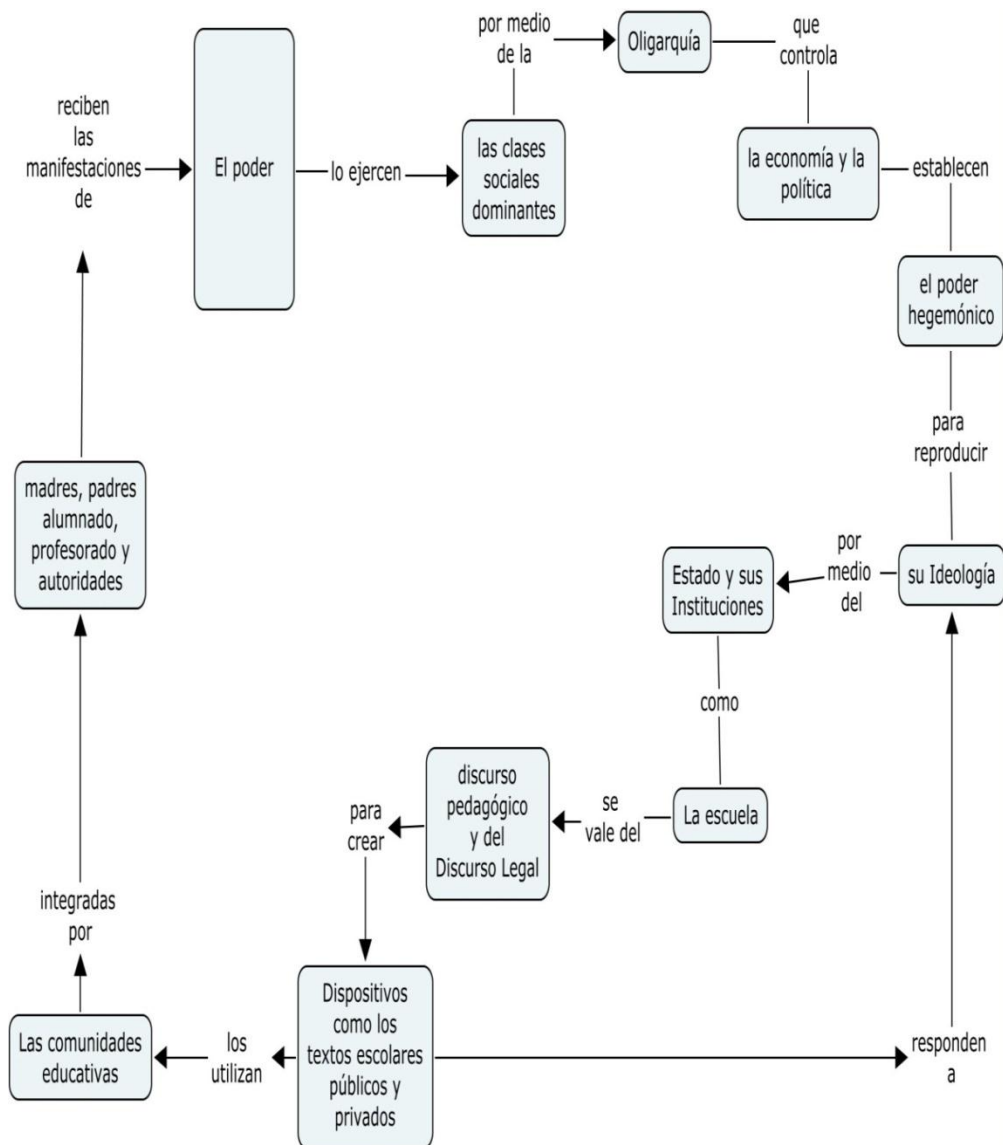 por medio
de la
Oligarquía
que
controla
reciben
las
manifestaciones
de
El poder
lo ejercen
las clases
sociales
dominantes
la economía y la
política
establecen
el poder
hegemónico
para
reproducir
su Ideología
por
medio
del
Estado y sus
Instituciones
como
La escuela
se
vale del
discurso
pedagógico
y del
Discurso Legal
para
crear
Dispositivos
como los
textos escolares
públicos y
privados
los
utilizan
Las comunidades
educativas
integradas
por
madres, padres
alumnado,
profesorado y
autoridades
responden
a